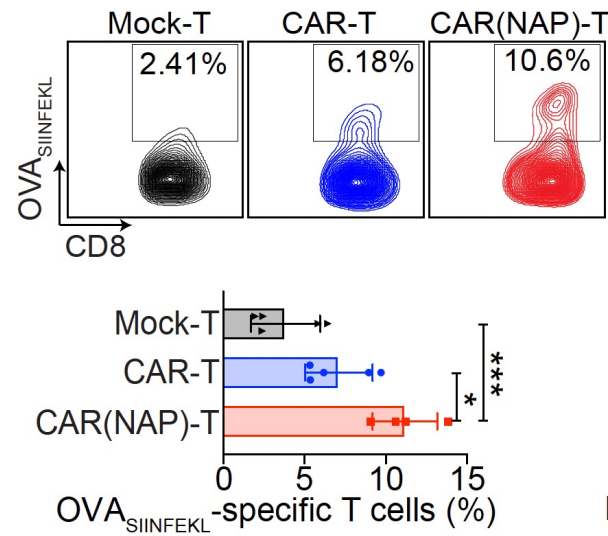 Mock-T CAR-T CAR(NAP)-T
2.41% 6.18% 10.6%
OVASIINFEKL
CD8
Mock-T
CAR-T
CAR(NAP)-T
***
*
0 5 10 15
OVASIINFEKL-specific T cells (%)